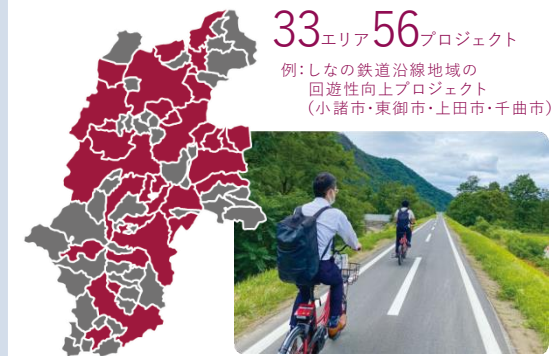 33エリア56プロジェクト
例：しなの鉄道沿線地域の
回遊性向上プロジェクト
（小諸市・東御市・上田市・千曲市）